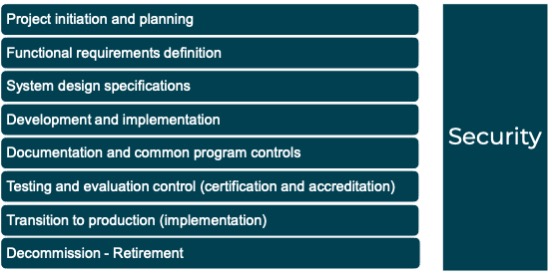 Project initiation and planning
Functional requirements definition
System design specifications
Development and implementation
Documentation and common program controls
Testing and evaluation control (certification and accreditation)
Transition to production (implementation)
Decommission - Retirement
Security